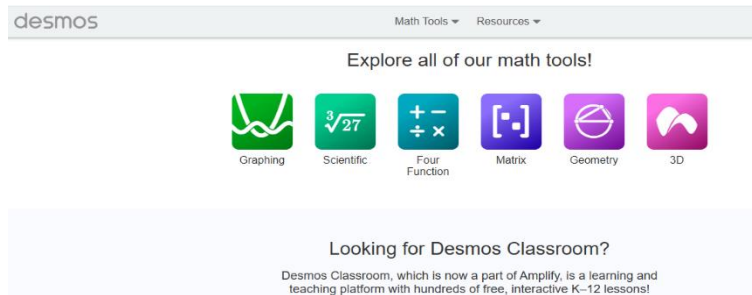 desmos
Math Tools Resources
Explore all of our math tools!
∛27
+ −
÷ ×
Graphing Scientific Four Matrix Geometry 3D
Function
Looking for Desmos Classroom?
Desmos Classroom, which is now a part of Amplify, is a learning and
teaching platform with hundreds of free, interactive K–12 lessons!